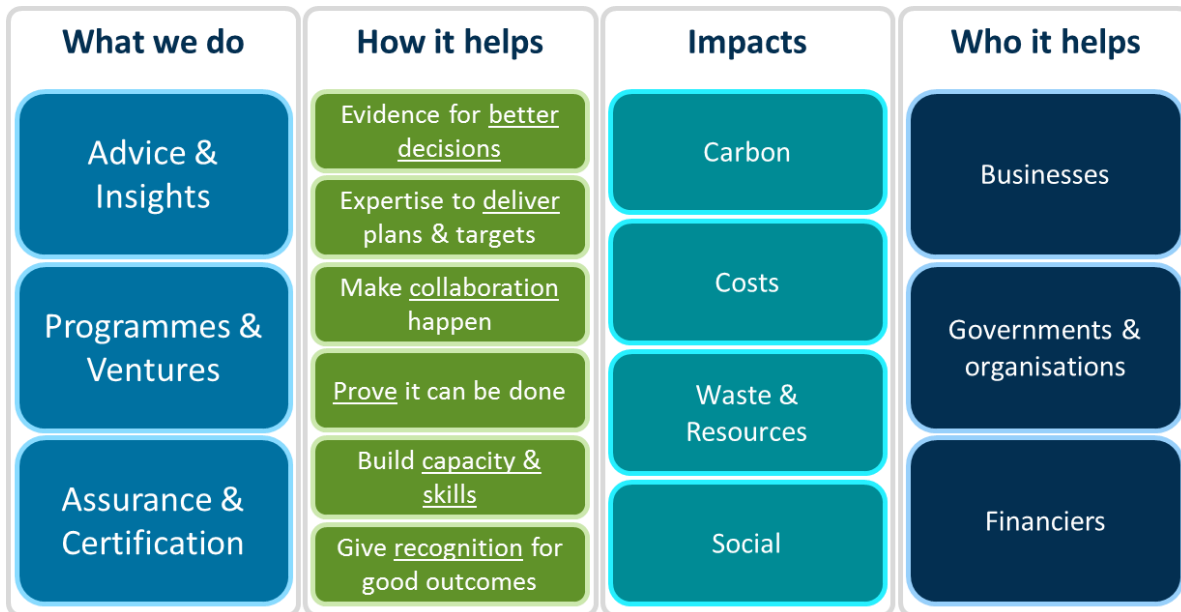 What we do
Advice &
Insights
Programmes &
Ventures
Assurance &
Certification
How it helps
Evidence for better
decisions
Expertise to deliver
plans & targets
Make collaboration
happen
Prove it can be done
Build capacity &
skills
Give recognition for
good outcomes
Impacts
Carbon
Costs
Waste &
Resources
Social
Who it helps
Businesses
Governments &
organisations
Financiers